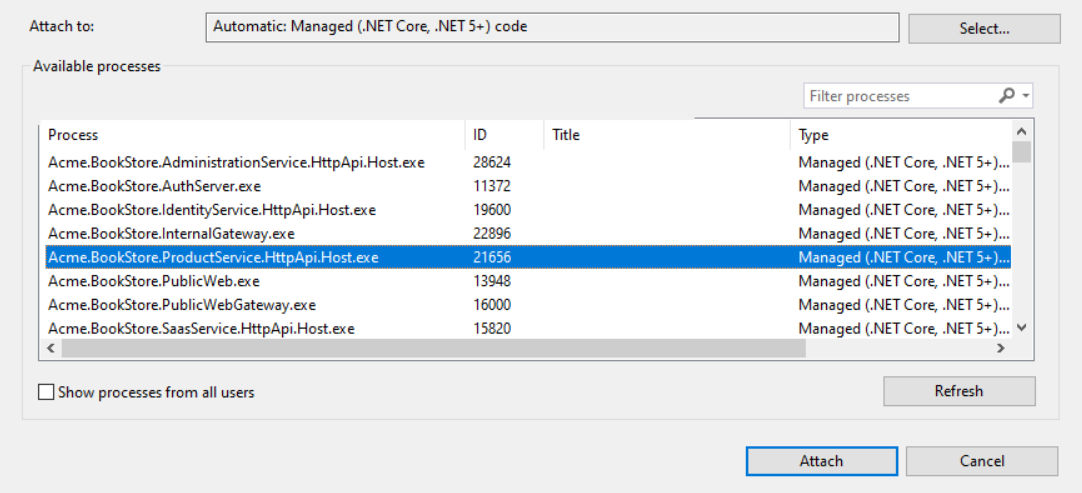 Attach to: Automatic: Managed (.NET Core, .NET 5+) code Select...
Available processes
Filter processes
Process ID Title Type
Acme.BookStore.AdministrationService.HttpApi.Host.exe 28624 Managed (.NET Core, .NET 5+)...
Acme.BookStore.AuthServer.exe 11372 Managed (.NET Core, .NET 5+)...
Acme.BookStore.IdentityService.HttpApi.Host.exe 19600 Managed (.NET Core, .NET 5+)...
Acme.BookStore.InternalGateway.exe 22896 Managed (.NET Core, .NET 5+)...
Acme.BookStore.ProductService.HttpApi.Host.exe 21656 Managed (.NET Core, .NET 5+)...
Acme.BookStore.PublicWeb.exe 13948 Managed (.NET Core, .NET 5+)...
Acme.BookStore.PublicWebGateway.exe 16000 Managed (.NET Core, .NET 5+)...
Acme.BookStore.SaasService.HttpApi.Host.exe 15820 Managed (.NET Core, .NET 5+)...
Show processes from all users Refresh
Attach Cancel